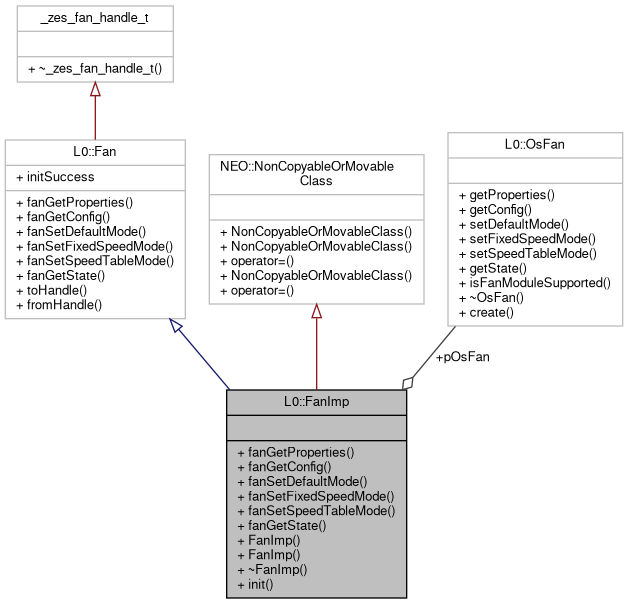 _zes_fan_handle_t
+ ~_zes_fan_handle_t()
L0::Fan
+ initSuccess
+ fanGetProperties()
+ fanGetConfig()
+ fanSetDefaultMode()
+ fanSetFixedSpeedMode()
+ fanSetSpeedTableMode()
+ fanGetState()
+ toHandle()
+ fromHandle()
NEO::NonCopyableOrMovable
Class
+ NonCopyableOrMovableClass()
+ NonCopyableOrMovableClass()
+ operator=()
+ NonCopyableOrMovableClass()
+ operator=()
L0::OsFan
+ getProperties()
+ getConfig()
+ setDefaultMode()
+ setFixedSpeedMode()
+ setSpeedTableMode()
+ getState()
+ isFanModuleSupported()
+ ~OsFan()
+ create()
+pOsFan
L0::FanImp
+ fanGetProperties()
+ fanGetConfig()
+ fanSetDefaultMode()
+ fanSetFixedSpeedMode()
+ fanSetSpeedTableMode()
+ fanGetState()
+ FanImp()
+ FanImp()
+ ~FanImp()
+ init()